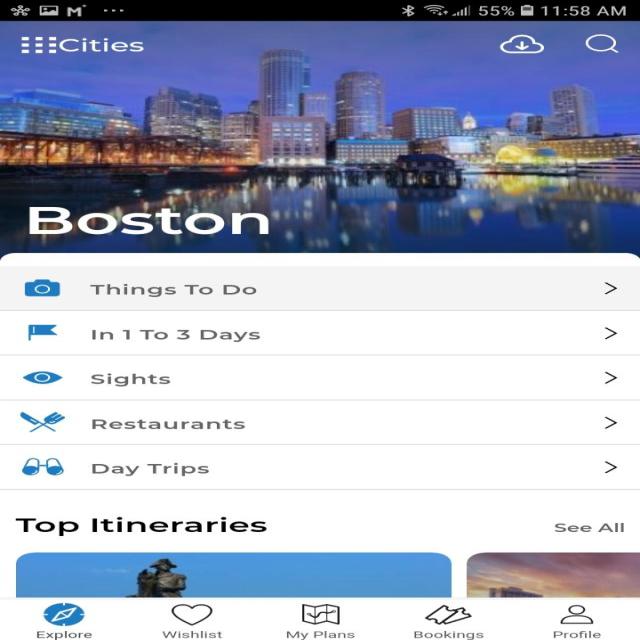 55% 11:58 AM
Cities
Boston
Things To Do
In 1 To 3 Days
Sights
Restaurants
Day Trips
Top Itineraries
See All
Explore
Wishlist
My Plans
Bookings
Profile